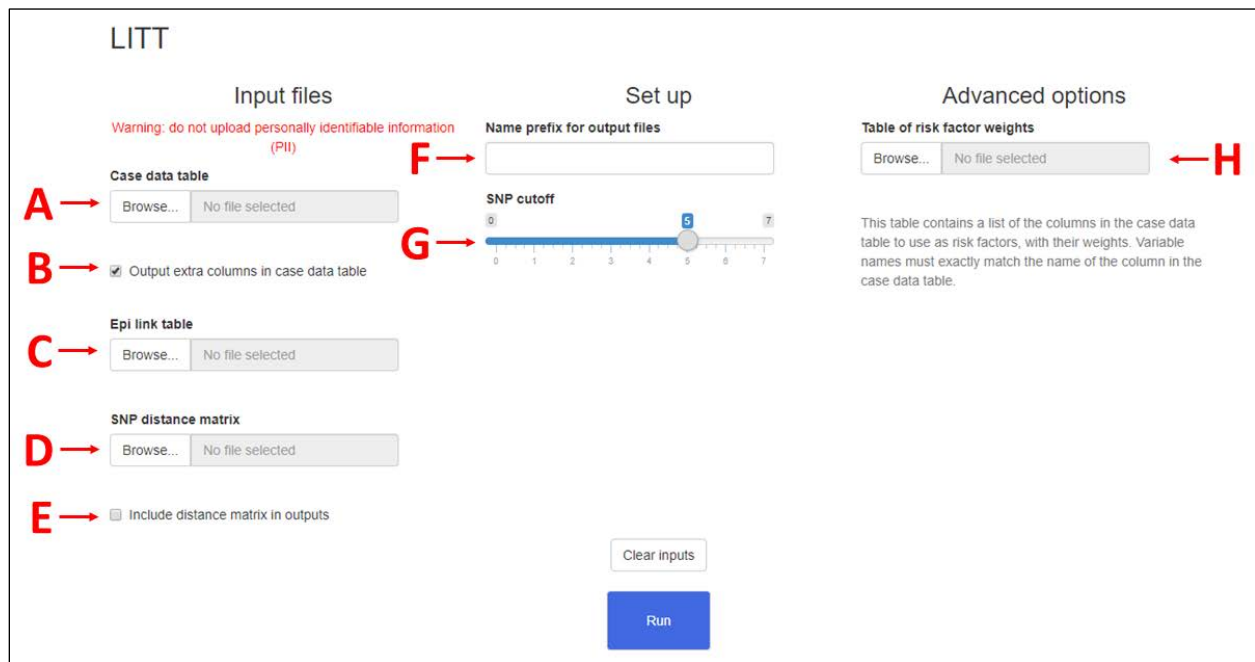 LITT
Input files
Warning: do not upload personally identifiable information
(PII)
A
Case data table
Browse... No file selected
B
Output extra columns in case data table
Epi link table
C
Browse... No file selected
SNP distance matrix
D
Browse... No file selected
E
Include distance matrix in outputs
Set up
Name prefix for output files
F
SNP cutoff
0 5 7
G
0 1 2 3 4 5 6 7
Clear inputs
Run
Advanced options
Table of risk factor weights
Browse... No file selected
H
This table contains a list of the columns in the case data
table to use as risk factors, with their weights. Variable
names must exactly match the name of the column in the
case data table.